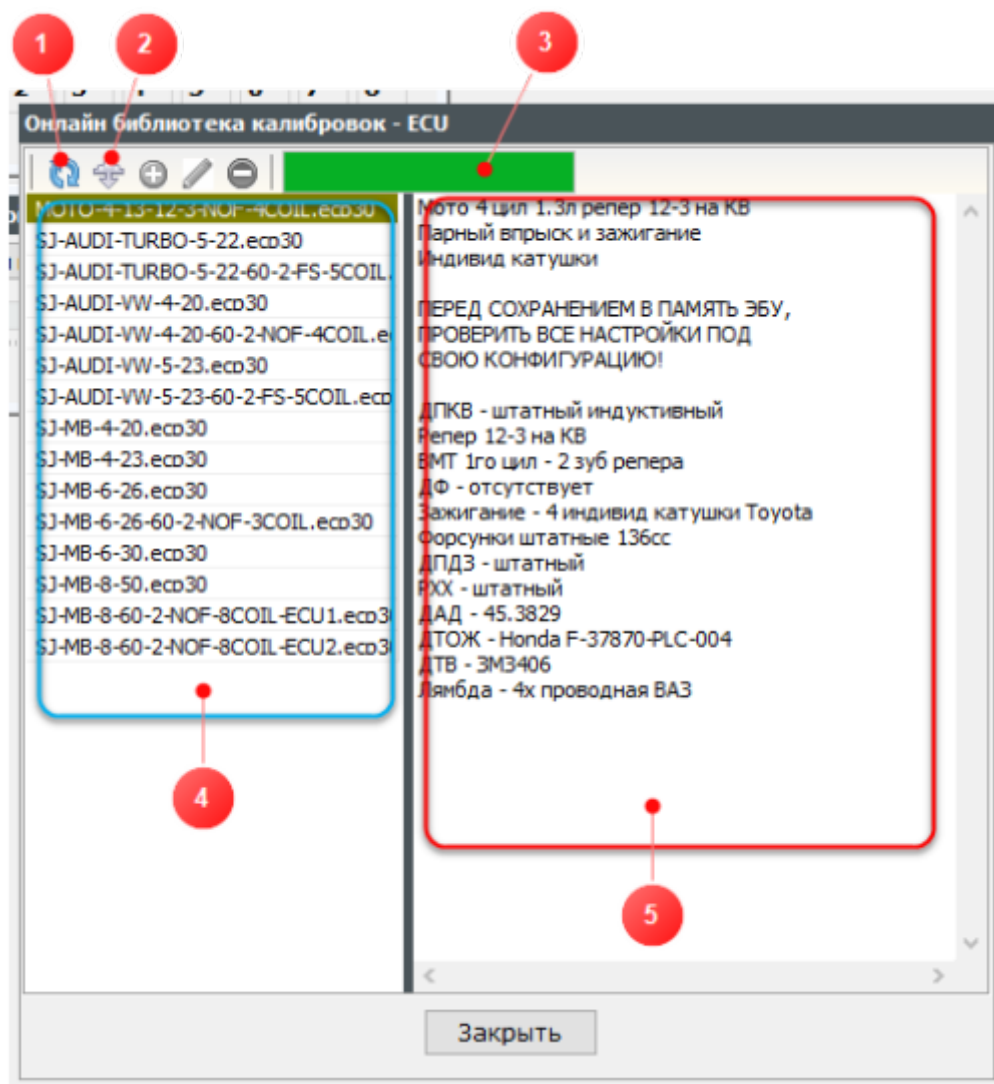 1
2
3
Онлайн библиотека калибровок - ECU
MOTO-4-13-12-3-NOF-4COIL.ecp30
SJ-AUDI-TURBO-5-22.ecp30
SJ-AUDI-TURBO-5-22-60-2-FS-5COIL.
SJ-AUDI-VW-4-20.ecp30
SJ-AUDI-VW-4-20-60-2-NOF-4COIL.e
SJ-AUDI-VW-5-23.ecp30
SJ-AUDI-VW-5-23-60-2-FS-5COIL.ecp
SJ-MB-4-20.ecp30
SJ-MB-4-23.ecp30
SJ-MB-6-26.ecp30
SJ-MB-6-26-60-2-NOF-3COIL.ecp30
SJ-MB-6-30.ecp30
SJ-MB-8-50.ecp30
SJ-MB-8-60-2-NOF-8COIL-ECU1.ecp3
SJ-MB-8-60-2-NOF-8COIL-ECU2.ecp3
4
Мото 4 цил 1.3л репер 12-3 на КВ
Парный впрыск и зажигание
Индивид катушки
ПЕРЕД СОХРАНЕНИЕМ В ПАМЯТЬ ЭБУ,
ПРОВЕРИТЬ ВСЕ НАСТРОЙКИ ПОД
СВОЮ КОНФИГУРАЦИЮ!
ДПКВ - штатный индуктивный
Репер 12-3 на КВ
ВМТ 1го цил - 2 зуб репера
ДФ - отсутствует
Зажигание - 4 индивид катушки Toyota
Форсунки штатные 136сс
ДПДЗ - штатный
РХХ - штатный
ДАД - 45.3829
ДТОЖ - Honda F-37870-PLC-004
ДТВ - ЗМЗ406
Лямбда - 4х проводная ВАЗ
5
Закрыть